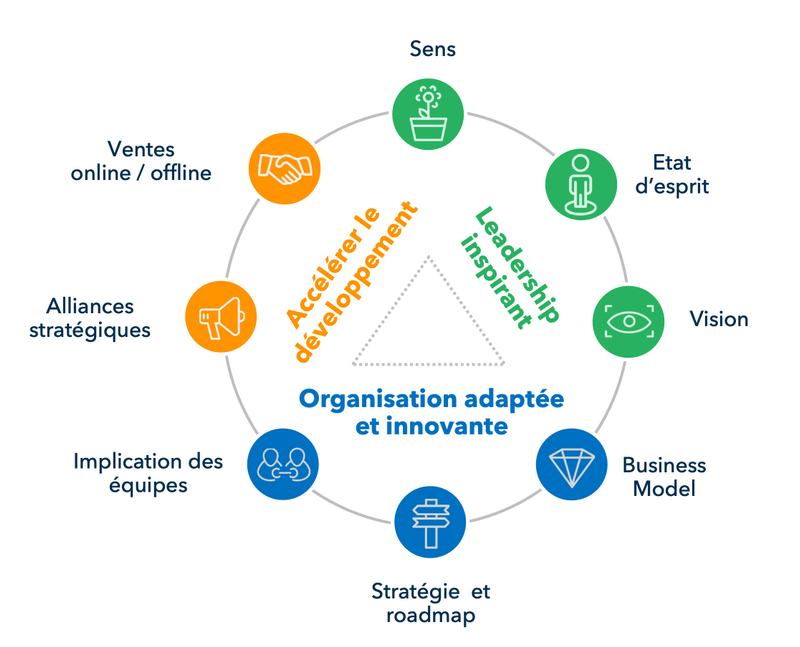 Sens
Ventes
online / offline
Etat
d'esprit
Accélérer le
développement
Leadership
inspirant
Alliances
stratégiques
Vision
Organisation adaptée
et innovante
Implication des
équipes
Business
Model
Stratégie et
roadmap